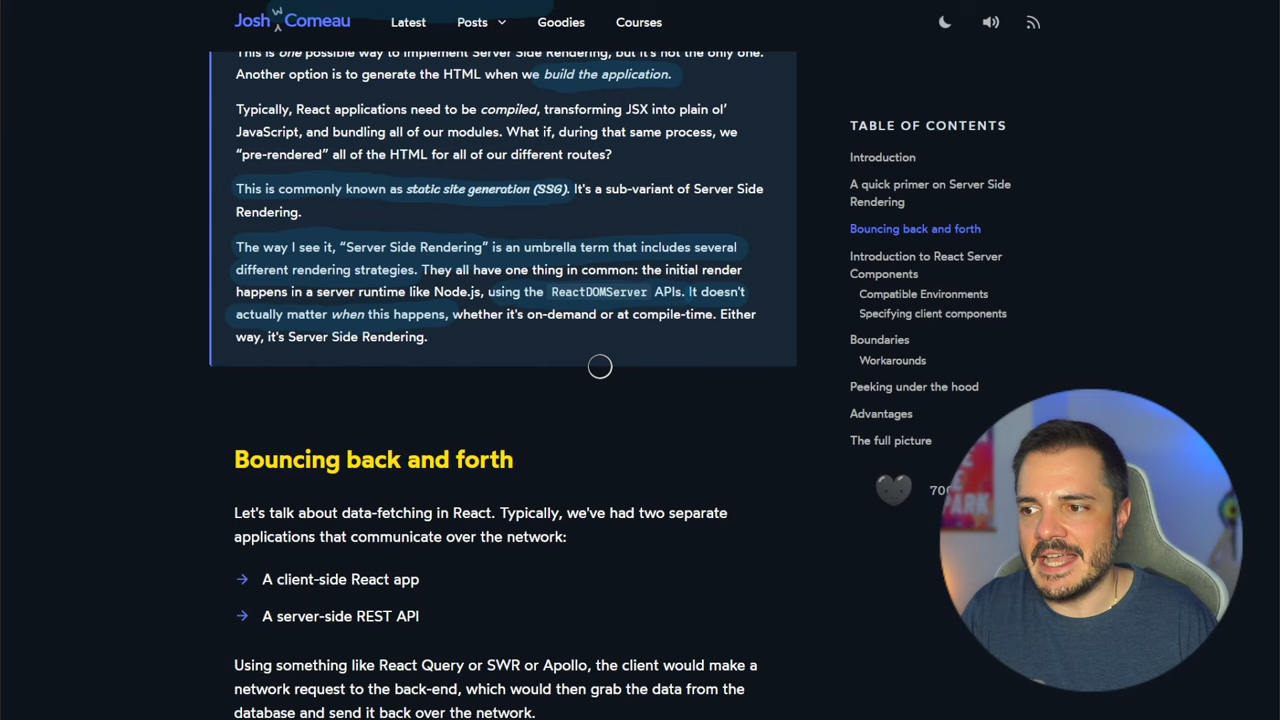 Josh W Comeau
Latest
Posts
Goodies
Courses
This is one possible way to implement Server Side Rendering, but it's not the only one.
Another option is to generate the HTML when we build the application.
Typically, React applications need to be compiled, transforming JSX into plain ol'
JavaScript, and bundling all of our modules. What if, during that same process, we
“pre-rendered” all of the HTML for all of our different routes?
This is commonly known as static site generation (SSG). It's a sub-variant of Server Side
Rendering.
The way I see it, “Server Side Rendering” is an umbrella term that includes several
different rendering strategies. They all have one thing in common: the initial render
happens in a server runtime like Node.js, using the ReactDOMServer APIs. It doesn't
actually matter when this happens, whether it's on-demand or at compile-time. Either
way, it's Server Side Rendering.
Bouncing back and forth
Let's talk about data-fetching in React. Typically, we've had two separate
applications that communicate over the network:
→ A client-side React app
→ A server-side REST API
Using something like React Query or SWR or Apollo, the client would make a
network request to the back-end, which would then grab the data from the
database and send it back over the network.
TABLE OF CONTENTS
Introduction
A quick primer on Server Side
Rendering
Bouncing back and forth
Introduction to React Server
Components
Compatible Environments
Specifying client components
Boundaries
Workarounds
Peeking under the hood
Advantages
The full picture
PARK